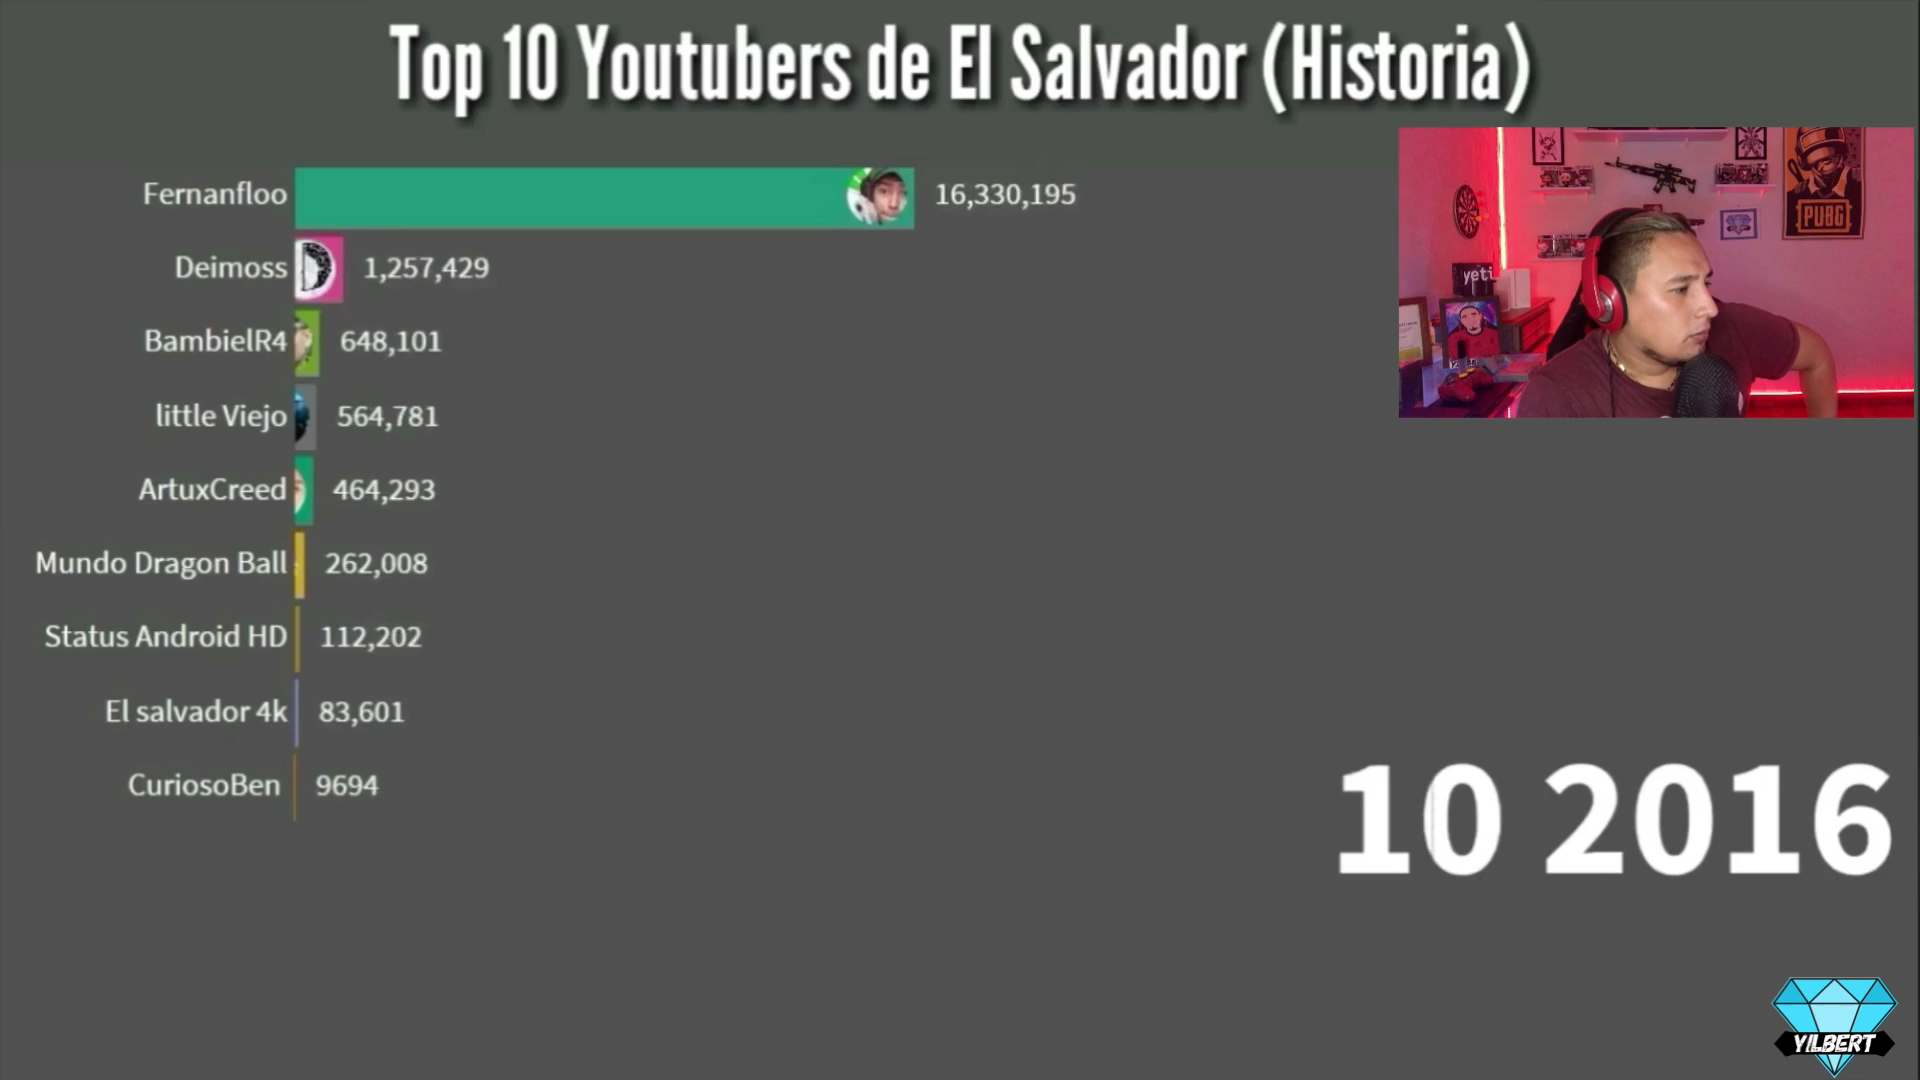 Top 10 Youtubers de El Salvador (Historia)
Fernanfloo 16,330,195
Deimoss 1,257,429
BambielR4 648,101
little Viejo 564,781
ArtuxCreed 464,293
Mundo Dragon Ball 262,008
Status Android HD 112,202
El salvador 4k 83,601
CuriosoBen 9694
10 2016
PUBG
yeti
YILBERT